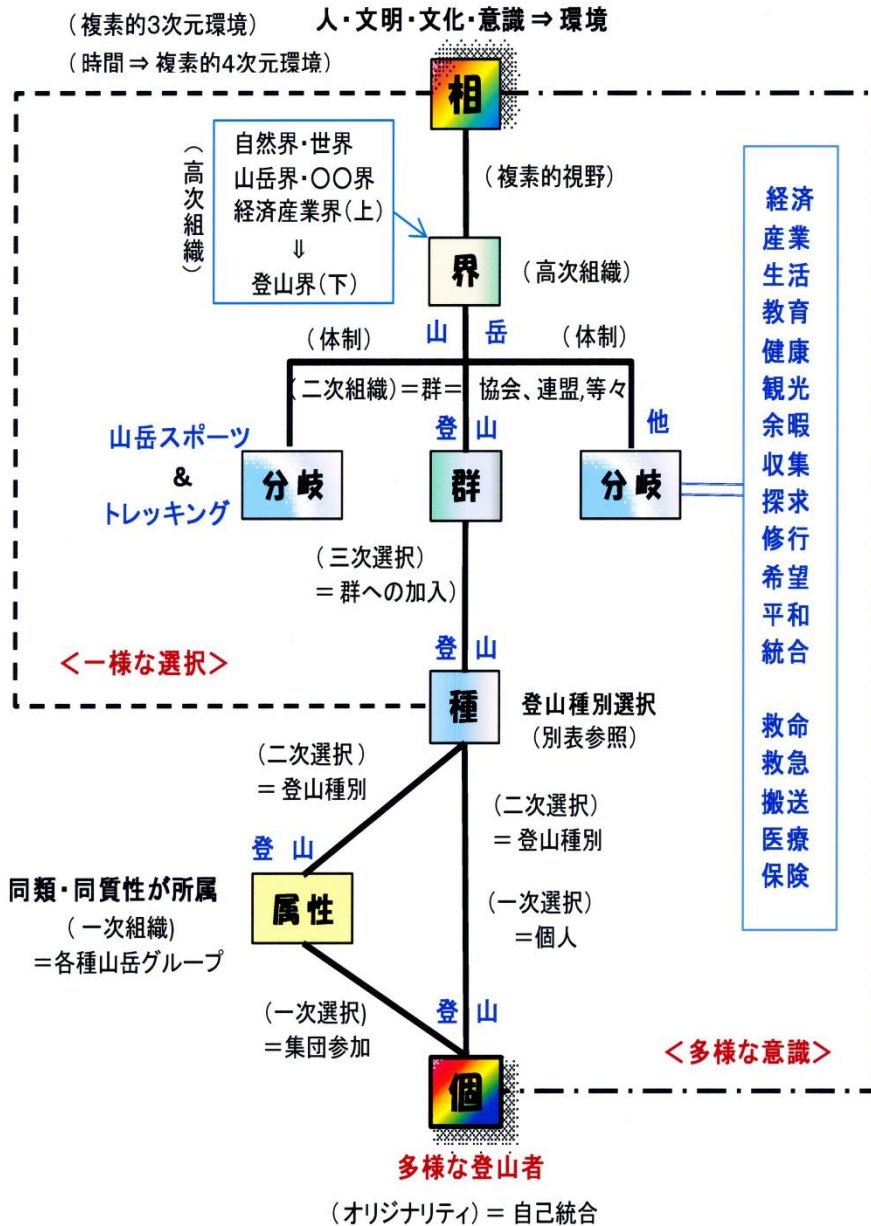 (複素的3次元環境)
人・文明・文化・意識 ⇒ 環境
(時間 ⇒ 複素的4次元環境)
相
(高次組織)
自然界・世界
山岳界・〇〇界
経済産業界(上)
⇓
登山界(下)
(複素的視野)
界
(高次組織)
山 岳
(体制)
(体制)
(二次組織)=群= 協会、連盟,等々
登 山
他
山岳スポーツ
&
トレッキング
分岐
群
分岐
(三次選択)
= 群への加入)
登 山
<一様な選択>
種
登山種別選択
(別表参照)
(二次選択)
= 登山種別
(二次選択)
= 登山種別
登 山
同類・同質性が所属
(一次組織)
=各種山岳グループ
属性
(一次選択)
=個人
(一次選択)
=集団参加
登 山
個
経済
産業
生活
教育
健康
観光
余暇
収集
探求
修行
希望
平和
統合
救命
救急
搬送
医療
保険
<多様な意識>
多様な登山者
(オリジナリティ) = 自己統合